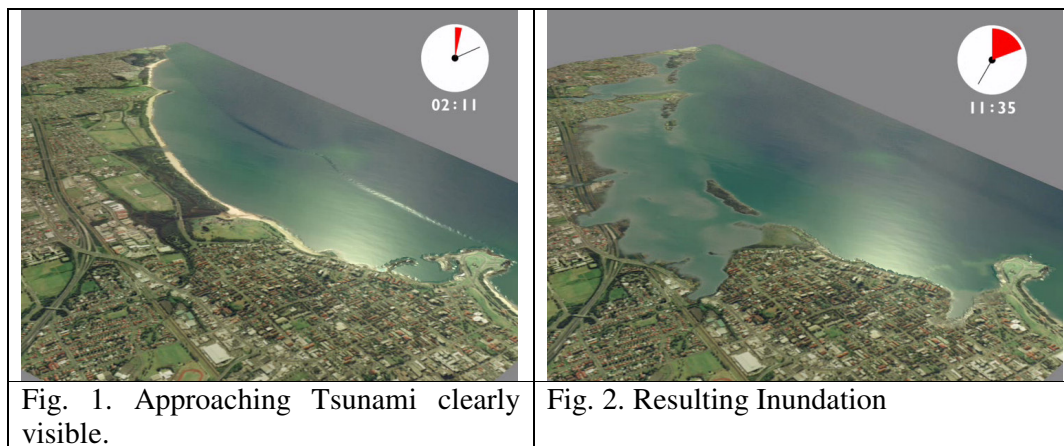 02:11
11:35
Fig. 1. Approaching Tsunami clearly
visible.
Fig. 2. Resulting Inundation